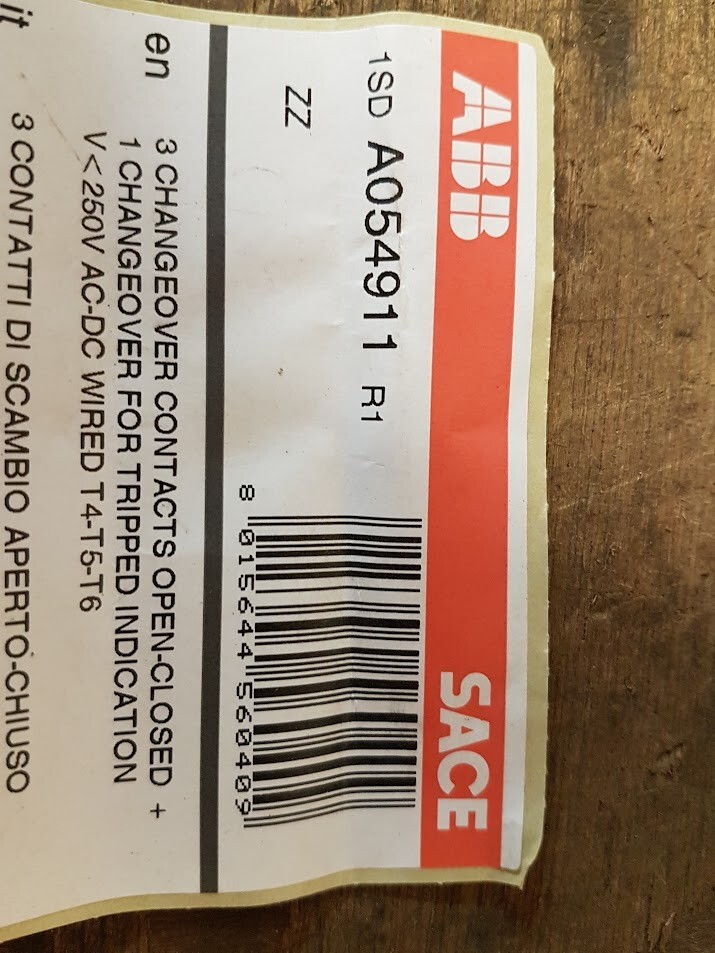 ABB SACE
1SD A054911 R1
ZZ
8 015644 560409
en 3 CHANGEOVER CONTACTS OPEN-CLOSED +
1 CHANGEOVER FOR TRIPPED INDICATION
V < 250V AC-DC WIRED T4-T5-T6
it 3 CONTATTI DI SCAMBIO APERTO-CHIUSO